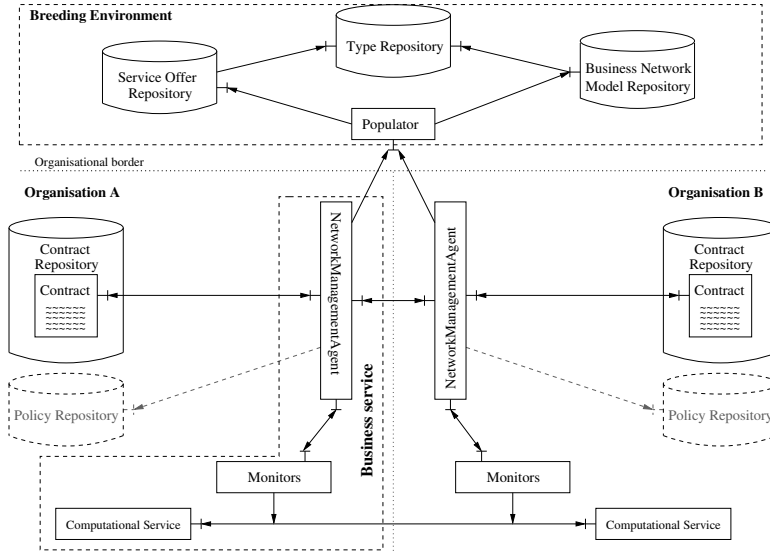 Breeding Environment
Type Repository
Service Offer
Repository
Business Network
Model Repository
Populator
Organisational border
Organisation A
Organisation B
Contract
Repository
Contract
~~~~~~
~~~~~~
~~~~~~
~~~~~~
NetworkManagementAgent
NetworkManagementAgent
Contract
Repository
Contract
~~~~~~
~~~~~~
~~~~~~
~~~~~~
Policy Repository
Business service
Policy Repository
Monitors
Monitors
Computational Service
Computational Service